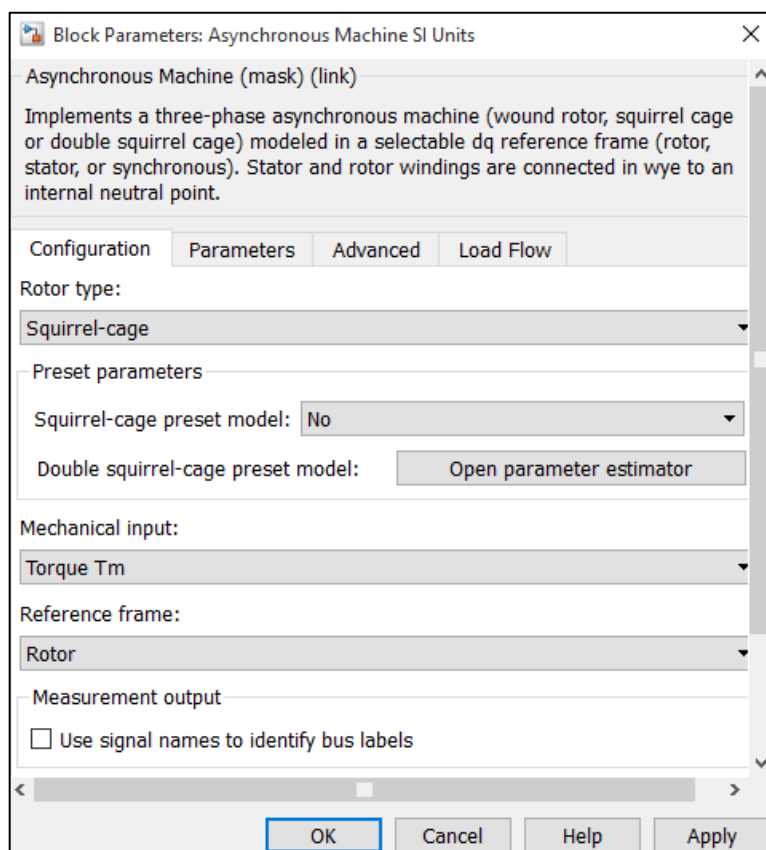 Block Parameters: Asynchronous Machine SI Units
Asynchronous Machine (mask) (link)
Implements a three-phase asynchronous machine (wound rotor, squirrel cage
or double squirrel cage) modeled in a selectable dq reference frame (rotor,
stator, or synchronous). Stator and rotor windings are connected in wye to an
internal neutral point.
Configuration Parameters Advanced Load Flow
Rotor type:
Squirrel-cage
Preset parameters
Squirrel-cage preset model: No
Double squirrel-cage preset model: Open parameter estimator
Mechanical input:
Torque Tm
Reference frame:
Rotor
Measurement output
Use signal names to identify bus labels
OK Cancel Help Apply